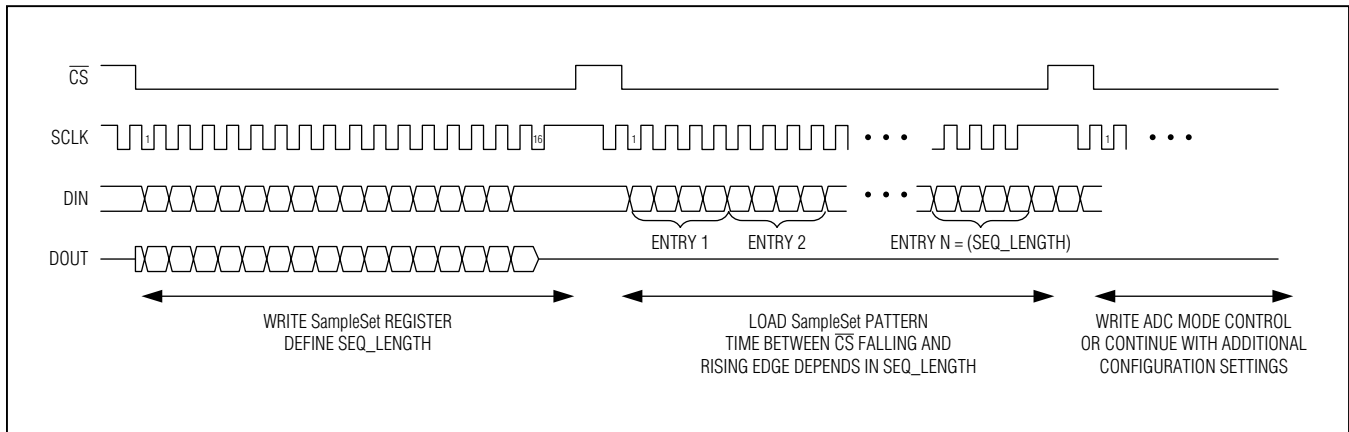 CS
SCLK
1
16
1
• • •
1
• • •
DIN
• • •
ENTRY 1
ENTRY 2
ENTRY N = (SEQ_LENGTH)
DOUT
WRITE SampleSet REGISTER
DEFINE SEQ_LENGTH
LOAD SampleSet PATTERN
TIME BETWEEN CS FALLING AND
RISING EDGE DEPENDS IN SEQ_LENGTH
WRITE ADC MODE CONTROL
OR CONTINUE WITH ADDITIONAL
CONFIGURATION SETTINGS